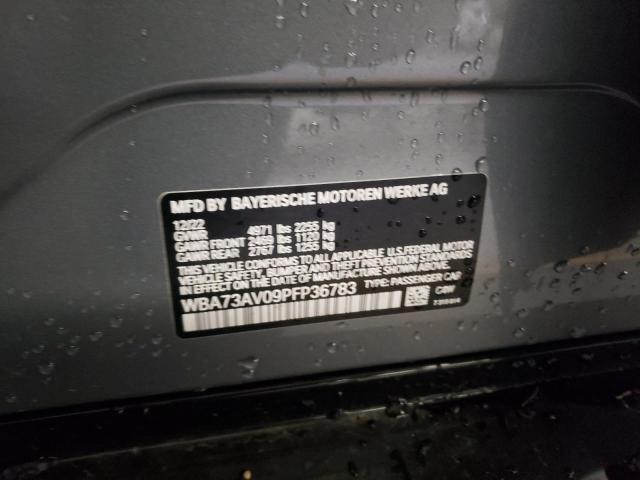 MFD BY BAYERISCHE MOTOREN WERKE AG
12/22
GVWR 4971 lbs 2255 kg
GAWR FRONT 2469 lbs 1120 kg
GAWR REAR 2767 lbs 1255 kg
THIS VEHICLE CONFORMS TO ALL APPLICABLE U.S. FEDERAL MOTOR
VEHICLE SAFETY, BUMPER, AND THEFT PREVENTION STANDARDS
IN EFFECT ON THE DATE OF MANUFACTURE SHOWN ABOVE.
WBA73AV09PFP36783 TYPE: PASSENGER CAR
C4W